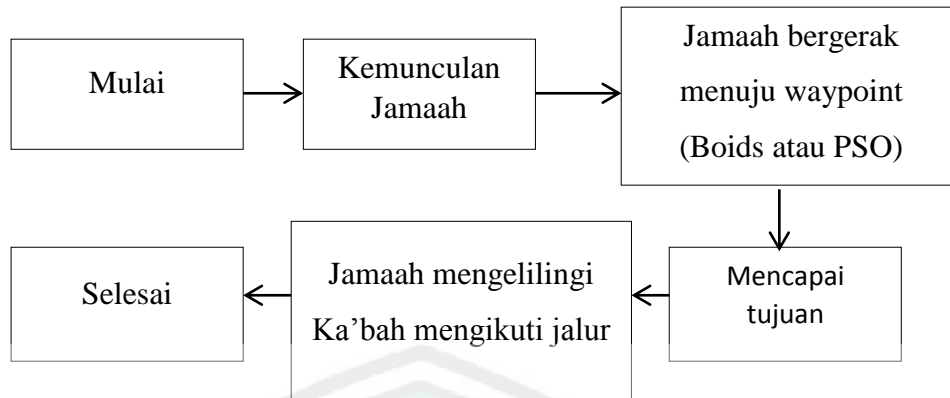 Mulai
Kemunculan
Jamaah
Jamaah bergerak
menuju waypoint
(Boids atau PSO)
Mencapai
tujuan
Jamaah mengelilingi
Ka’bah mengikuti jalur
Selesai